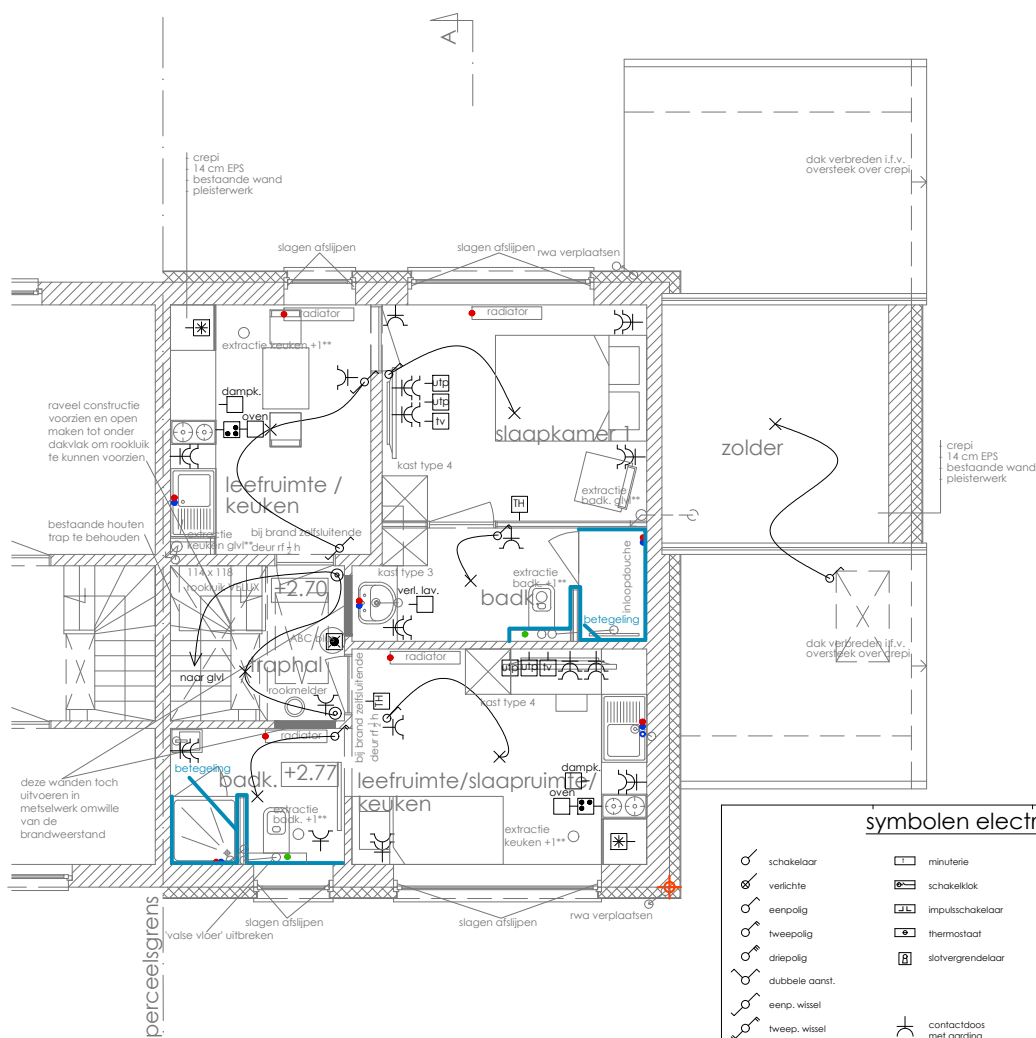 A
crepi
14 cm EPS
bestaande wand
pleisterwerk
dak verbreden i.f.v.
oversteek over crepi
slagen afslijpen
slagen afslijpen
rwa verplaatsen
radiator
radiator
extractie keuken +1**
dampk.
oven
utp
utp
tv
raveel constructie
voorzien en open
maken tot onder
dakvlak om rookluik
te kunnen voorzien
slaapkamer 1
zolder
crepi
14 cm EPS
bestaande wand
pleisterwerk
kast type 4
leefruimte /
keuken
extractie
badk. glvl**
TH
bestaande houten
trap te behouden
extractie
keuken glvl**
bij brand zelfsluitende
deur rf ½ h
114 x 118
rookluik VELUX
+2.70
kast type 3
extractie
badk. +1**
inloopdouche
verl. lav.
badk.
betegeling
ABC bl
naar glvl
traphal
radiator
utp
utp
tv
dak verbreden i.f.v.
oversteek over crepi
rookmelder
TH
kast type 4
bij brand zelfsluitende
deur rf ½ h
radiator
betegeling
badk.
+2.77
leefruimte/slaapruimte/
keuken
dampk.
oven
deze wanden toch
uitvoeren in
metselwerk omwille
van de
brandweerstand
extractie
badk. +1**
extractie
keuken +1**
symbolen electr
schakelaar
minuterie
verlichte
schakelklok
eenpolig
impulsschakelaar
tweepolig
thermostaat
driepolig
slotvergrendelaar
dubbele aanst.
eenp. wissel
tweep. wissel
contactdoos
met aarding
perceelsgrens
'valse vloer' uitbreken
slagen afslijpen
slagen afslijpen
rwa verplaatsen